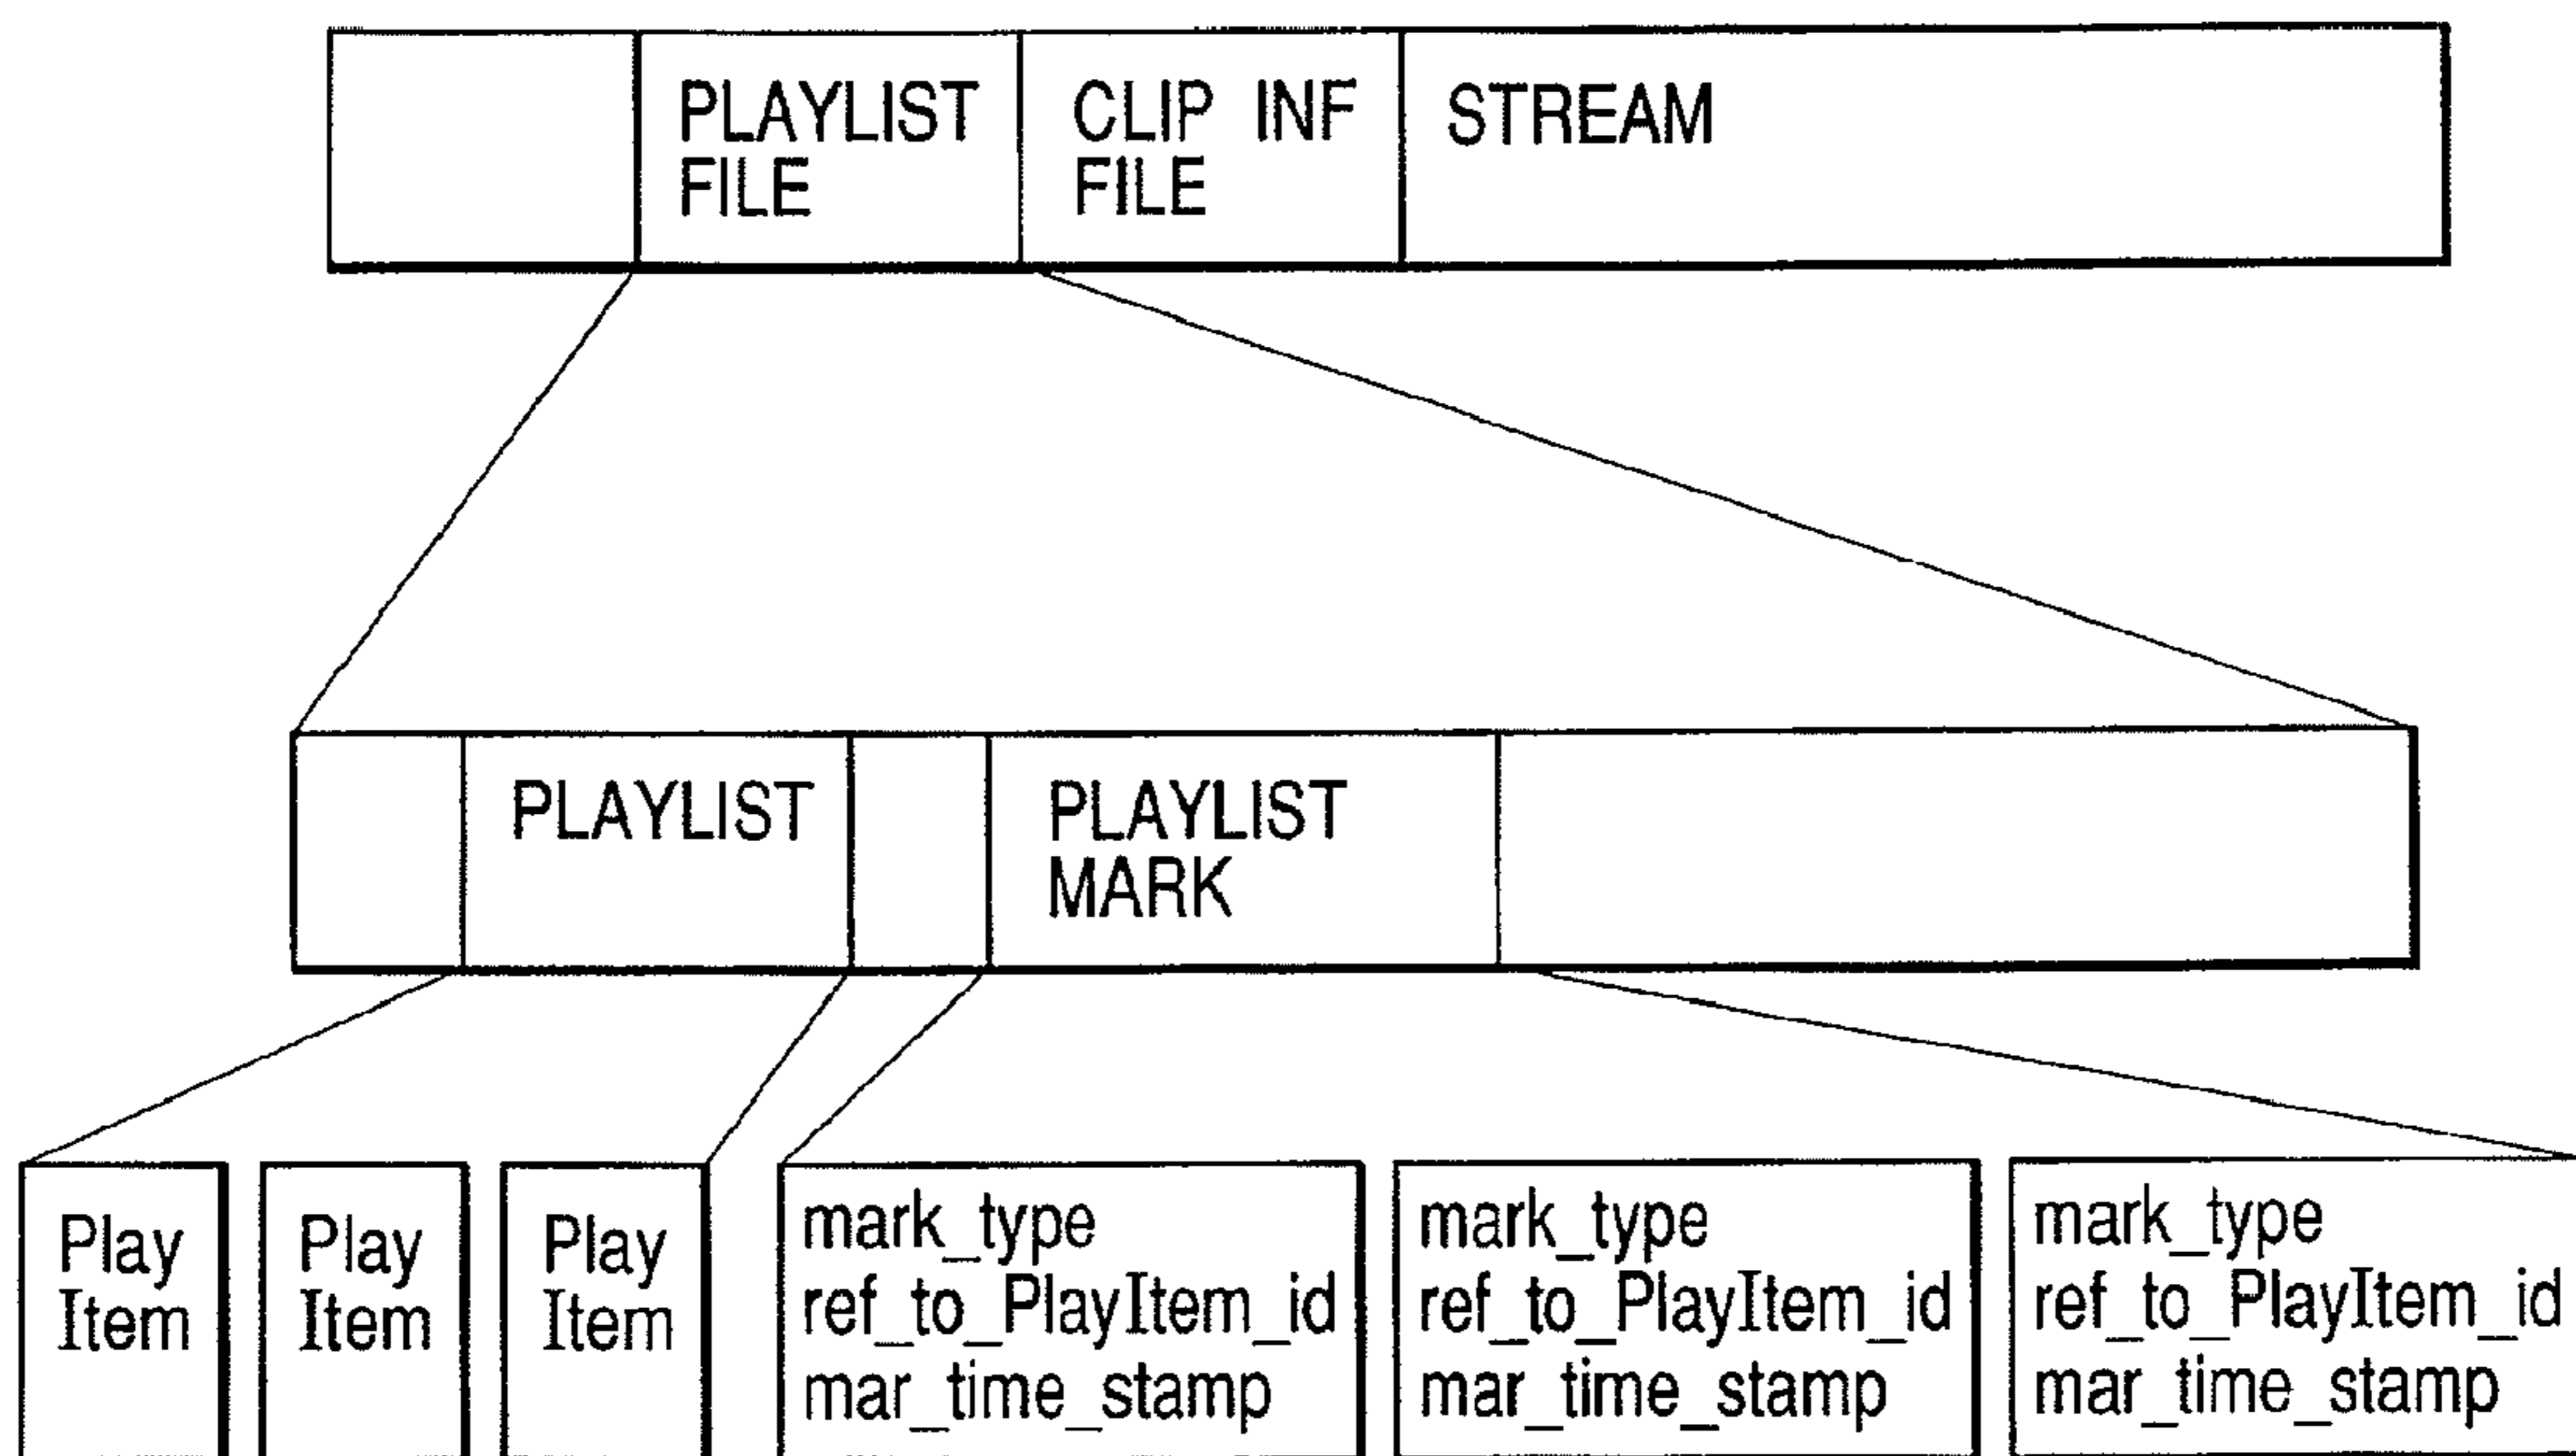 PLAYLIST
FILE
CLIP INF
FILE
STREAM
PLAYLIST
PLAYLIST
MARK
Play
Item
Play
Item
Play
Item
mark_type
ref_to_PlayItem_id
mar_time_stamp
mark_type
ref_to_PlayItem_id
mar_time_stamp
mark_type
ref_to_PlayItem_id
mar_time_stamp